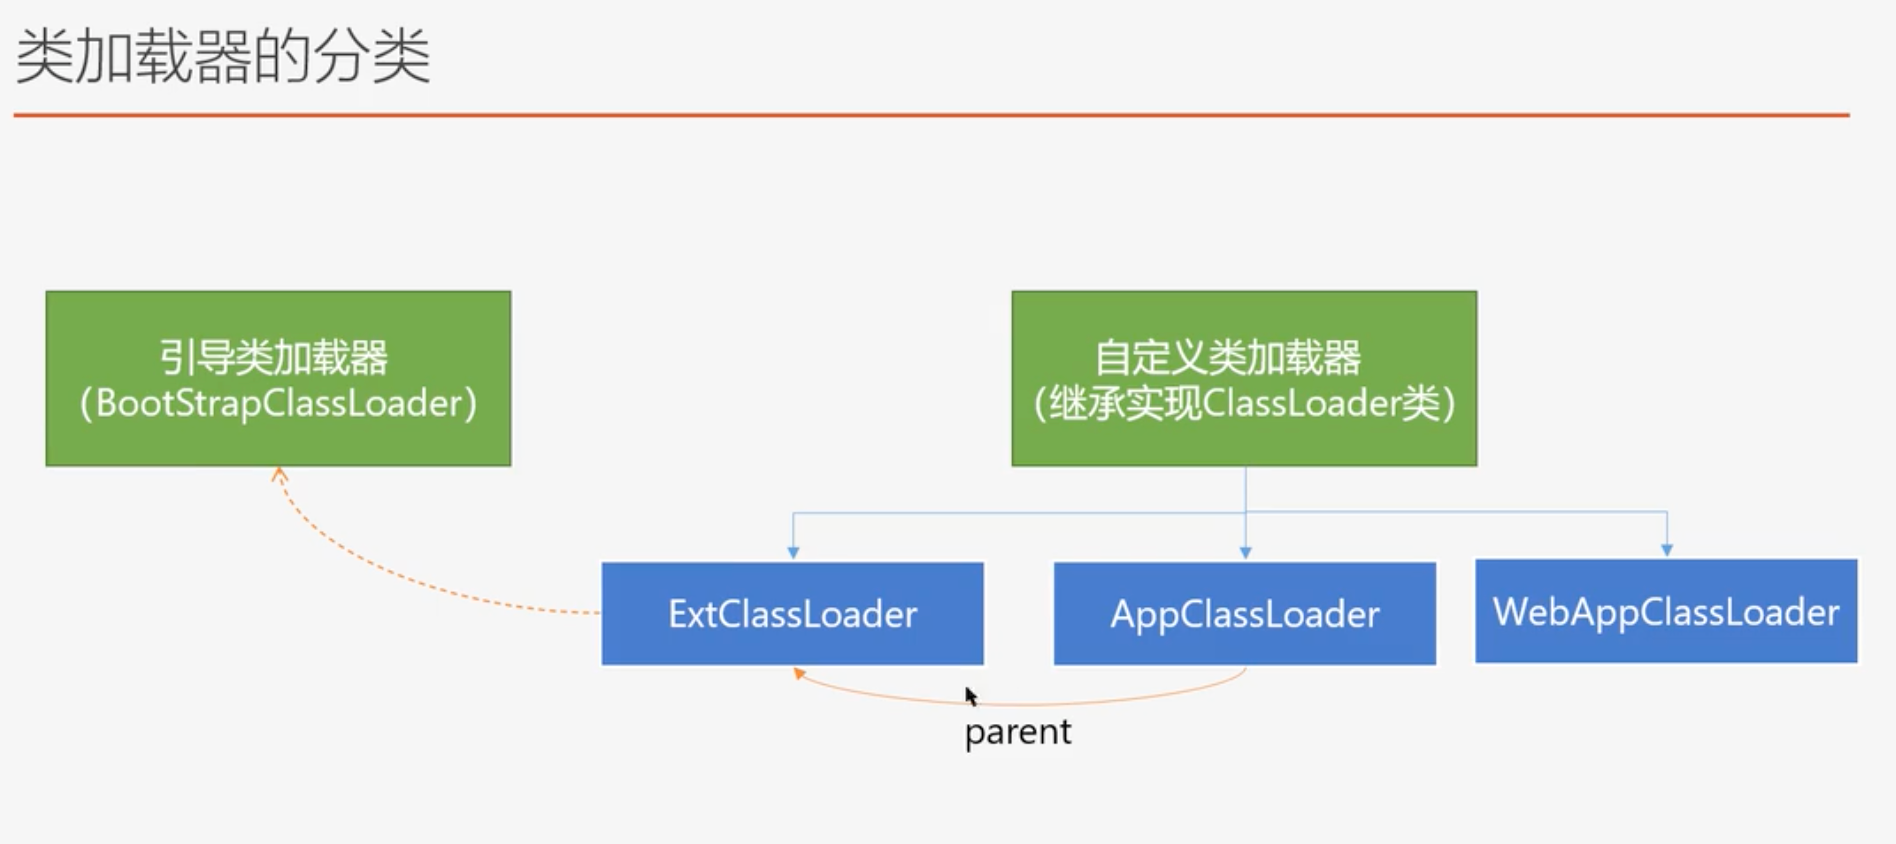 类加载器的分类
引导类加载器
（BootStrapClassLoader）
自定义类加载器
（继承实现ClassLoader类）
ExtClassLoader
AppClassLoader
WebAppClassLoader
parent